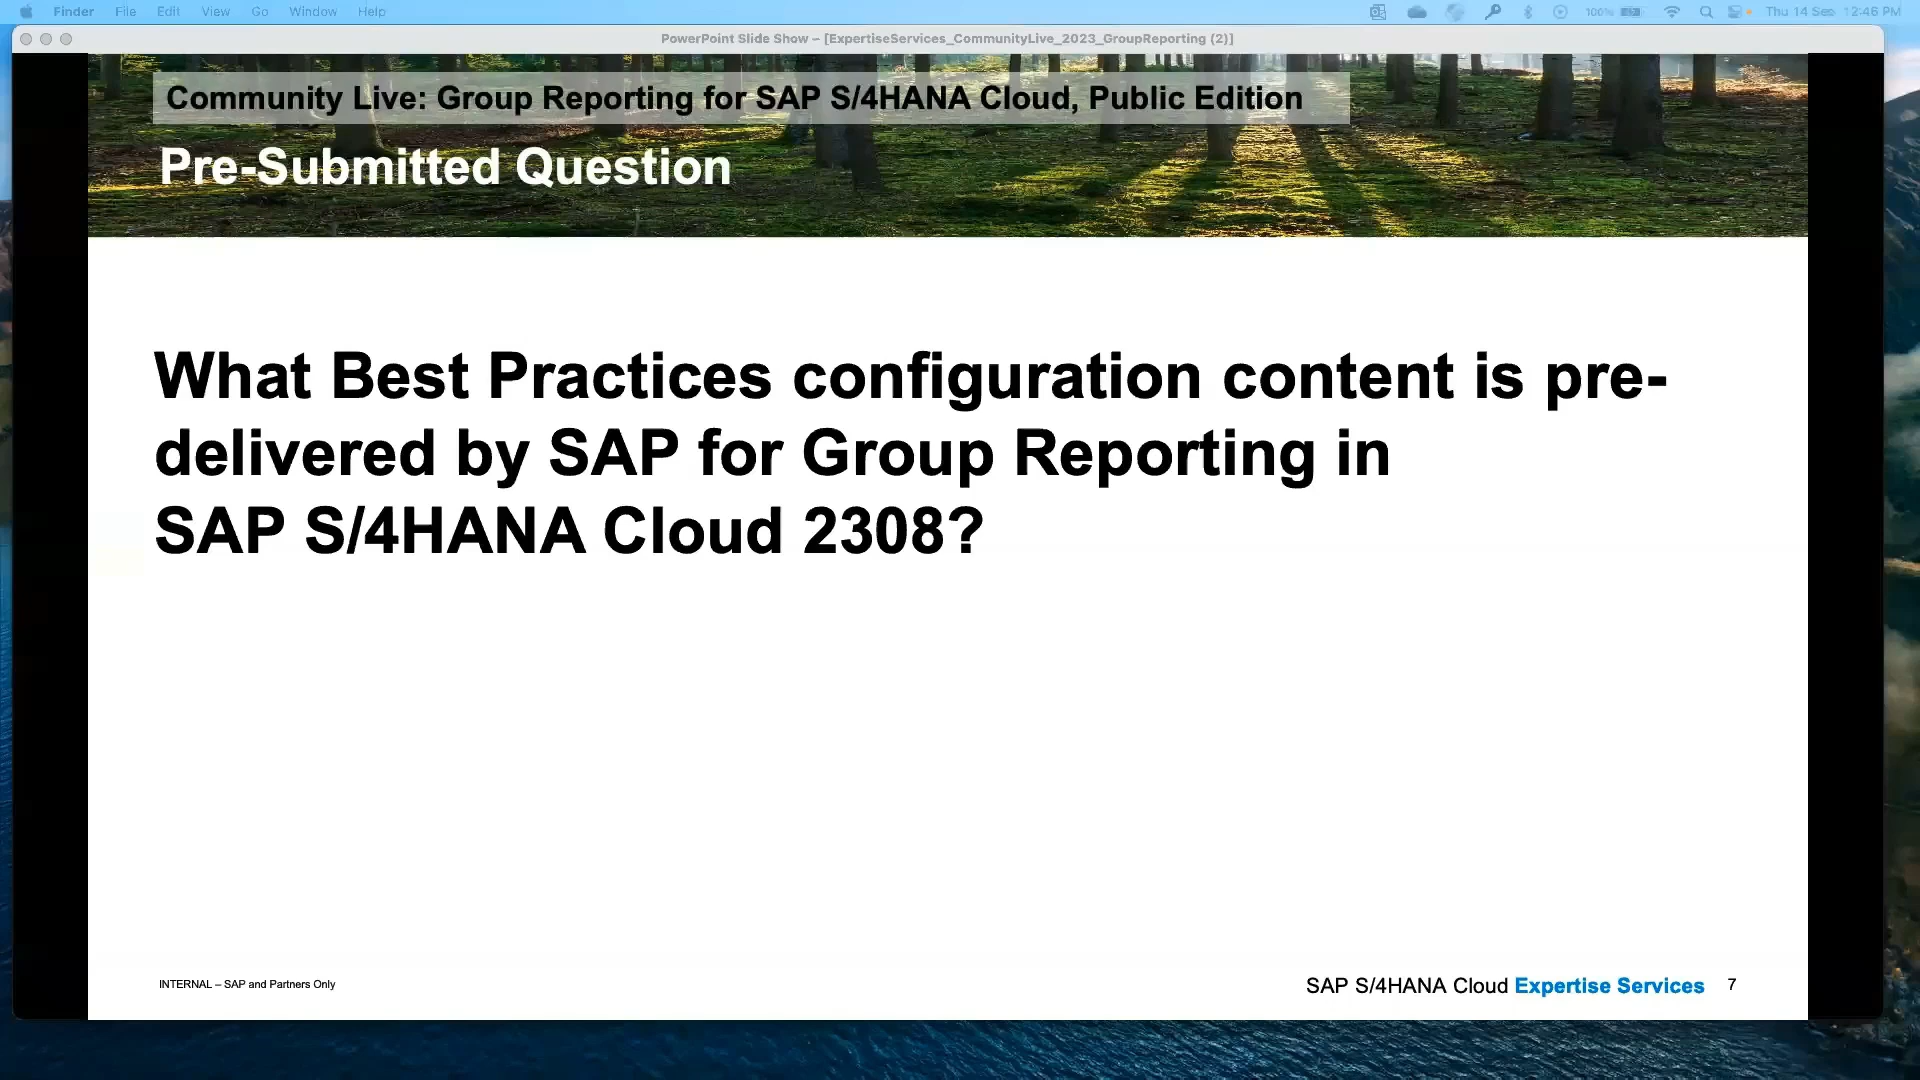 Finder File Edit View Go Window Help 100% Thu 14 Sep 12:46 PM
PowerPoint Slide Show – [ExpertiseServices_CommunityLive_2023_GroupReporting (2)]
Community Live: Group Reporting for SAP S/4HANA Cloud, Public Edition
Pre-Submitted Question
What Best Practices configuration content is pre-
delivered by SAP for Group Reporting in
SAP S/4HANA Cloud 2308?
INTERNAL – SAP and Partners Only
SAP S/4HANA Cloud Expertise Services 7